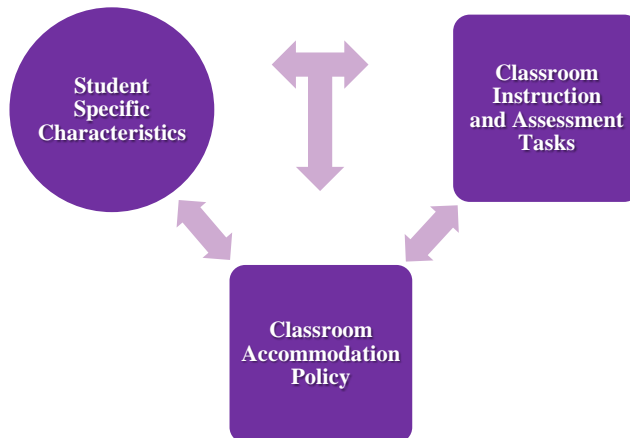 Student
Specific
Characteristics
Classroom
Instruction
and Assessment
Tasks
Classroom
Accommodation
Policy